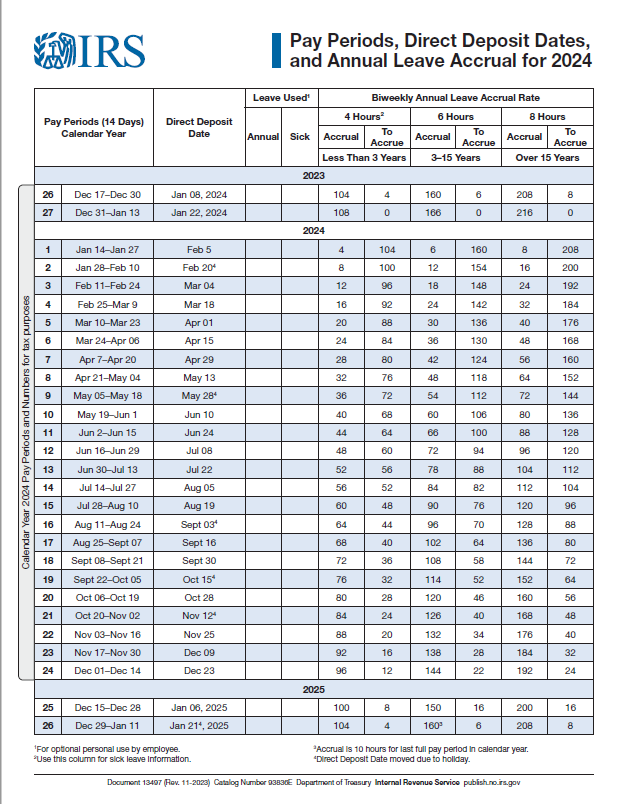 IRS
Pay Periods, Direct Deposit Dates,
and Annual Leave Accrual for 2024
Pay Periods (14 Days)
Calendar Year
Direct Deposit
Date
Leave Used¹
Biweekly Annual Leave Accrual Rate
Annual Sick
4 Hours² 6 Hours 8 Hours
Accrual To Accrue Accrual To Accrue Accrual To Accrue
Less Than 3 Years 3–15 Years Over 15 Years
2023
26 Dec 17–Dec 30 Jan 08, 2024 104 4 160 6 208 8
27 Dec 31–Jan 13 Jan 22, 2024 108 0 166 0 216 0
2024
1 Jan 14–Jan 27 Feb 5 4 104 6 160 8 208
2 Jan 28–Feb 10 Feb 20⁴ 8 100 12 154 16 200
3 Feb 11–Feb 24 Mar 04 12 96 18 148 24 192
4 Feb 25–Mar 9 Mar 18 16 92 24 142 32 184
5 Mar 10–Mar 23 Apr 01 20 88 30 136 40 176
6 Mar 24–Apr 06 Apr 15 24 84 36 130 48 168
7 Apr 7–Apr 20 Apr 29 28 80 42 124 56 160
8 Apr 21–May 04 May 13 32 76 48 118 64 152
9 May 05–May 18 May 28⁴ 36 72 54 112 72 144
10 May 19–Jun 1 Jun 10 40 68 60 106 80 136
11 Jun 2–Jun 15 Jun 24 44 64 66 100 88 128
12 Jun 16–Jun 29 Jul 08 48 60 72 94 96 120
13 Jun 30–Jul 13 Jul 22 52 56 78 88 104 112
14 Jul 14–Jul 27 Aug 05 56 52 84 82 112 104
15 Jul 28–Aug 10 Aug 19 60 48 90 76 120 96
16 Aug 11–Aug 24 Sept 03⁴ 64 44 96 70 128 88
17 Aug 25–Sept 07 Sept 16 68 40 102 64 136 80
18 Sept 08–Sept 21 Sept 30 72 36 108 58 144 72
19 Sept 22–Oct 05 Oct 15⁴ 76 32 114 52 152 64
20 Oct 06–Oct 19 Oct 28 80 28 120 46 160 56
21 Oct 20–Nov 02 Nov 12⁴ 84 24 126 40 168 48
22 Nov 03–Nov 16 Nov 25 88 20 132 34 176 40
23 Nov 17–Nov 30 Dec 09 92 16 138 28 184 32
24 Dec 01–Dec 14 Dec 23 96 12 144 22 192 24
2025
25 Dec 15–Dec 28 Jan 06, 2025 100 8 150 16 200 16
26 Dec 29–Jan 11 Jan 21⁴, 2025 104 4 160³ 6 208 8
Calendar Year 2024 Pay Periods and Numbers for tax purposes
¹For optional personal use by employee.
²Use this column for sick leave information.
³Accrual is 10 hours for last full pay period in calendar year.
⁴Direct Deposit Date moved due to holiday.
Document 13497 (Rev. 11-2023) Catalog Number 93836E Department of Treasury Internal Revenue Service publish.no.irs.gov